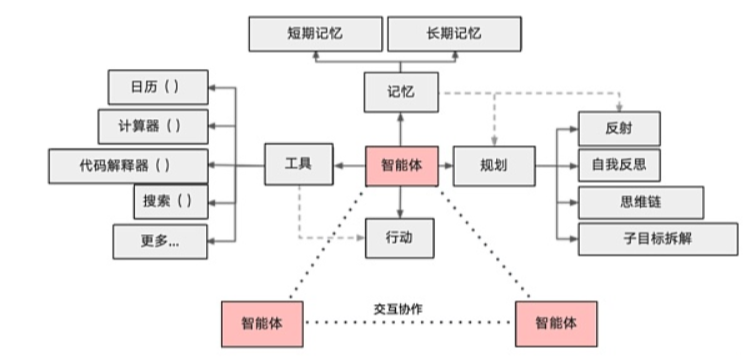 短期记忆
长期记忆
日历（）
记忆
计算器（）
反射
代码解释器（）
工具
智能体
规划
自我反思
搜索（）
思维链
更多...
行动
子目标拆解
交互协作
智能体
智能体